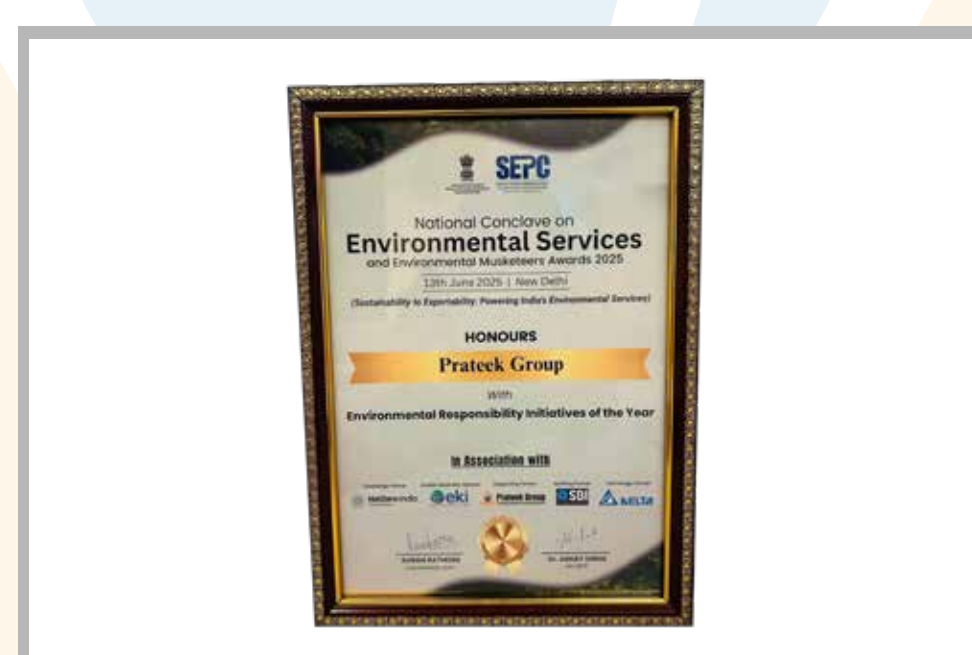 SEPC
National Conclave on
Environmental Services
and Environmental Musketeers Awards 2025
13th June 2025 | New Delhi
(Sustainability to Exportability: Powering India's Environmental Services)
HONOURS
Prateek Group
With
Environmental Responsibility Initiatives of the Year
In Association with
eki
Prateek Group
SBI